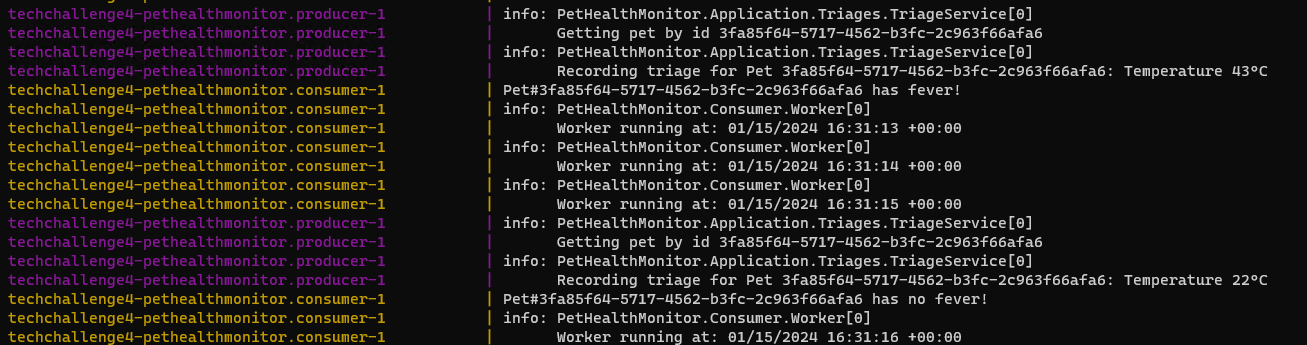 techchallenge4-pethealthmonitor.producer-1 | info: PetHealthMonitor.Application.Triages.TriageService[0]
techchallenge4-pethealthmonitor.producer-1 | Getting pet by id 3fa85f64-5717-4562-b3fc-2c963f66afa6
techchallenge4-pethealthmonitor.producer-1 | info: PetHealthMonitor.Application.Triages.TriageService[0]
techchallenge4-pethealthmonitor.producer-1 | Recording triage for Pet 3fa85f64-5717-4562-b3fc-2c963f66afa6: Temperature 43ºC
techchallenge4-pethealthmonitor.consumer-1 | Pet#3fa85f64-5717-4562-b3fc-2c963f66afa6 has fever!
techchallenge4-pethealthmonitor.consumer-1 | info: PetHealthMonitor.Consumer.Worker[0]
techchallenge4-pethealthmonitor.consumer-1 | Worker running at: 01/15/2024 16:31:13 +00:00
techchallenge4-pethealthmonitor.consumer-1 | info: PetHealthMonitor.Consumer.Worker[0]
techchallenge4-pethealthmonitor.consumer-1 | Worker running at: 01/15/2024 16:31:14 +00:00
techchallenge4-pethealthmonitor.consumer-1 | info: PetHealthMonitor.Consumer.Worker[0]
techchallenge4-pethealthmonitor.consumer-1 | Worker running at: 01/15/2024 16:31:15 +00:00
techchallenge4-pethealthmonitor.producer-1 | info: PetHealthMonitor.Application.Triages.TriageService[0]
techchallenge4-pethealthmonitor.producer-1 | Getting pet by id 3fa85f64-5717-4562-b3fc-2c963f66afa6
techchallenge4-pethealthmonitor.producer-1 | info: PetHealthMonitor.Application.Triages.TriageService[0]
techchallenge4-pethealthmonitor.producer-1 | Recording triage for Pet 3fa85f64-5717-4562-b3fc-2c963f66afa6: Temperature 22ºC
techchallenge4-pethealthmonitor.consumer-1 | Pet#3fa85f64-5717-4562-b3fc-2c963f66afa6 has no fever!
techchallenge4-pethealthmonitor.consumer-1 | info: PetHealthMonitor.Consumer.Worker[0]
techchallenge4-pethealthmonitor.consumer-1 | Worker running at: 01/15/2024 16:31:16 +00:00